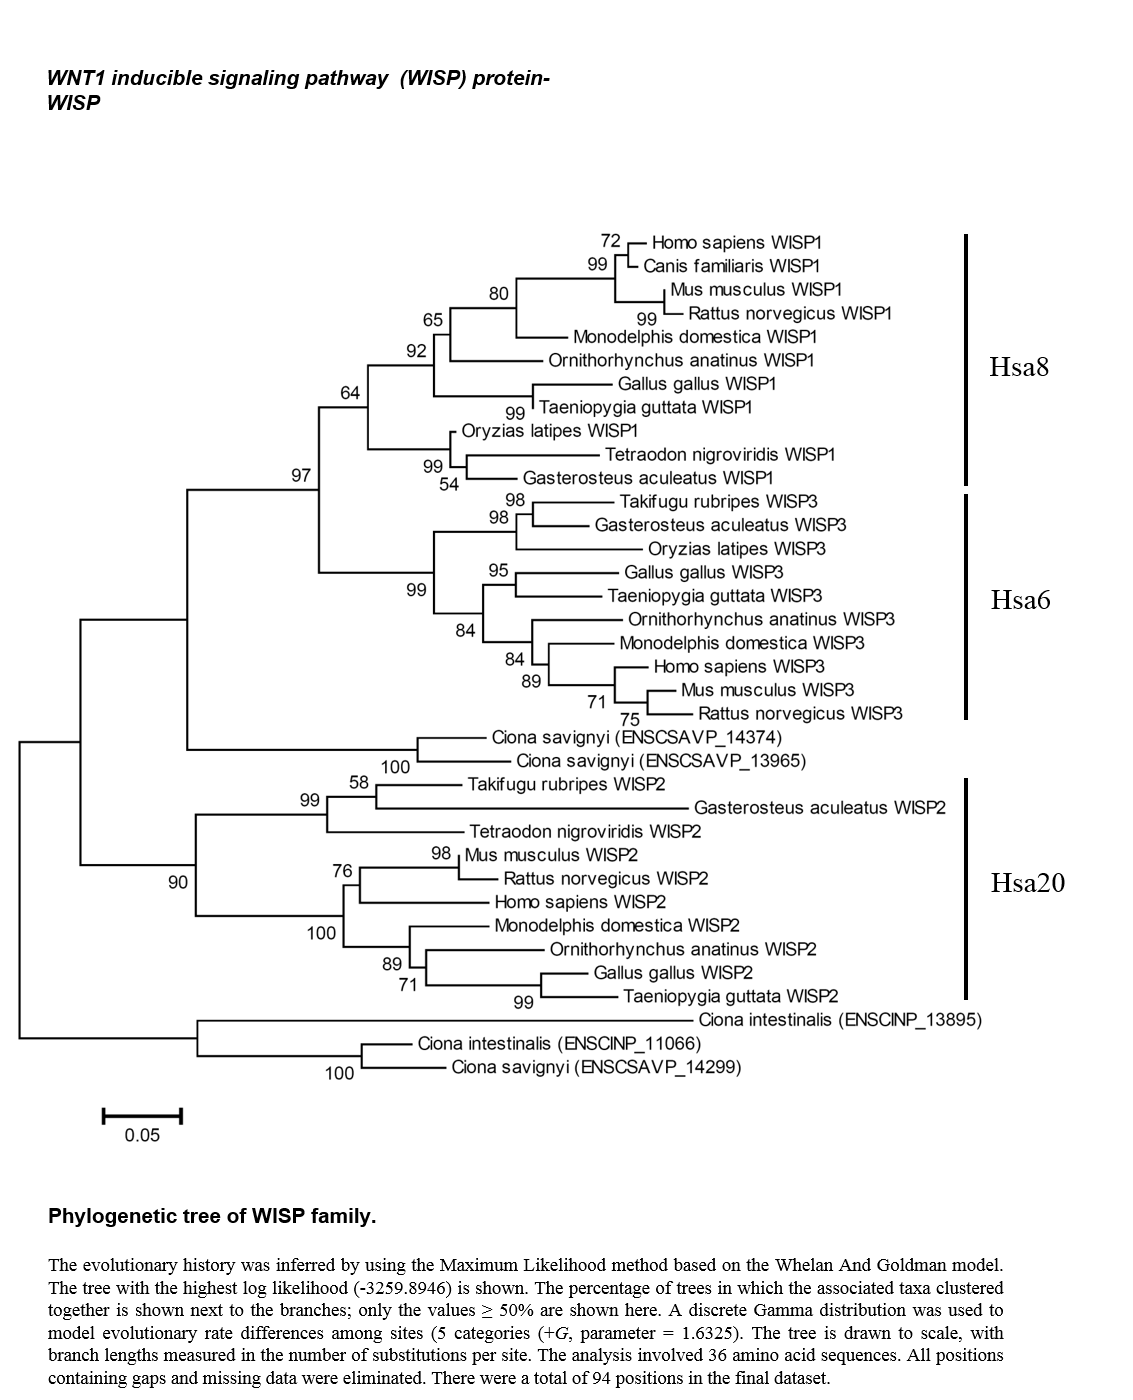 WNT1 inducible signaling pathway (WISP) protein-
WISP
72 Homo sapiens WISP1
99 Canis familiaris WISP1
Mus musculus WISP1
80
99 Rattus norvegicus WISP1
65 Monodelphis domestica WISP1
92 Ornithorhynchus anatinus WISP1
Hsa8
64 Gallus gallus WISP1
99 Taeniopygia guttata WISP1
Oryzias latipes WISP1
99 Tetraodon nigroviridis WISP1
97 54 Gasterosteus aculeatus WISP1
98 Takifugu rubripes WISP3
98 Gasterosteus aculeatus WISP3
Oryzias latipes WISP3
95 Gallus gallus WISP3
99 Taeniopygia guttata WISP3
Hsa6
84 Ornithorhynchus anatinus WISP3
Monodelphis domestica WISP3
84 Homo sapiens WISP3
89 Mus musculus WISP3
71
75 Rattus norvegicus WISP3
Ciona savignyi (ENSCSAVP_14374)
100 Ciona savignyi (ENSCSAVP_13965)
58 Takifugu rubripes WISP2
99 Gasterosteus aculeatus WISP2
Tetraodon nigroviridis WISP2
98 Mus musculus WISP2
76 Rattus norvegicus WISP2
90 Hsa20
Homo sapiens WISP2
100 Monodelphis domestica WISP2
Ornithorhynchus anatinus WISP2
89 Gallus gallus WISP2
71
99 Taeniopygia guttata WISP2
Ciona intestinalis (ENSCINP_13895)
Ciona intestinalis (ENSCINP_11066)
100 Ciona savignyi (ENSCSAVP_14299)
0.05
Phylogenetic tree of WISP family.
The evolutionary history was inferred by using the Maximum Likelihood method based on the Whelan And Goldman model.
The tree with the highest log likelihood (-3259.8946) is shown. The percentage of trees in which the associated taxa clustered
together is shown next to the branches; only the values ≥ 50% are shown here. A discrete Gamma distribution was used to
model evolutionary rate differences among sites (5 categories (+G, parameter = 1.6325). The tree is drawn to scale, with
branch lengths measured in the number of substitutions per site. The analysis involved 36 amino acid sequences. All positions
containing gaps and missing data were eliminated. There were a total of 94 positions in the final dataset.